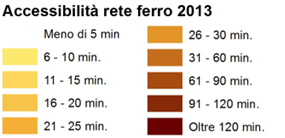 Accessibilità rete ferro 2013
Meno di 5 min
6 - 10 min.
11 - 15 min.
16 - 20 min.
21 - 25 min.
26 - 30 min.
31 - 60 min.
61 - 90 min.
91 - 120 min.
Oltre 120 min.